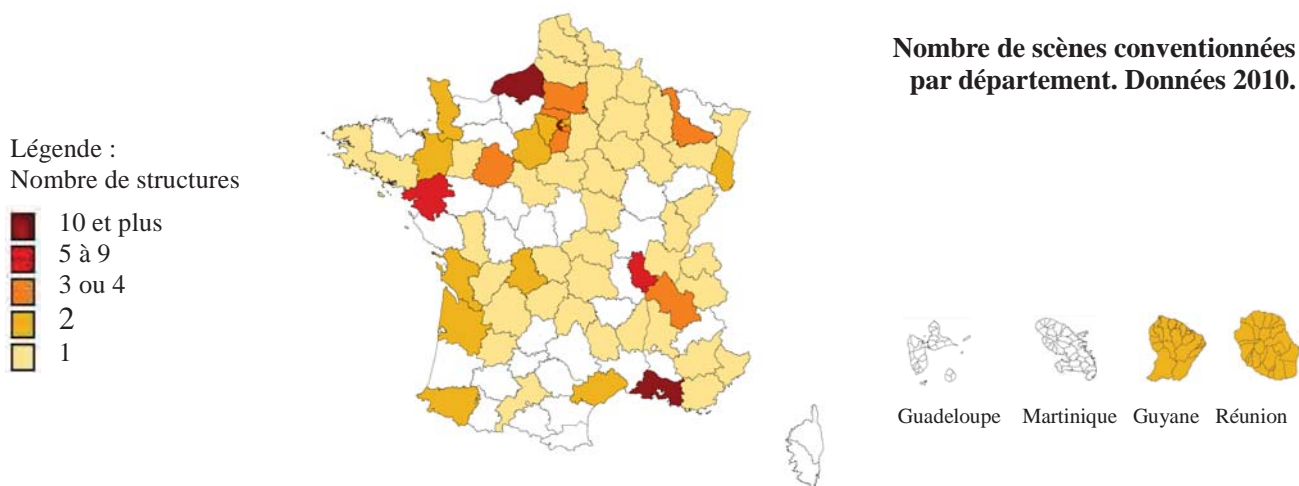 Nombre de scènes conventionnées
par département. Données 2010.
Légende :
Nombre de structures
10 et plus
5 à 9
3 ou 4
2
1
Guadeloupe
Martinique
Guyane
Réunion